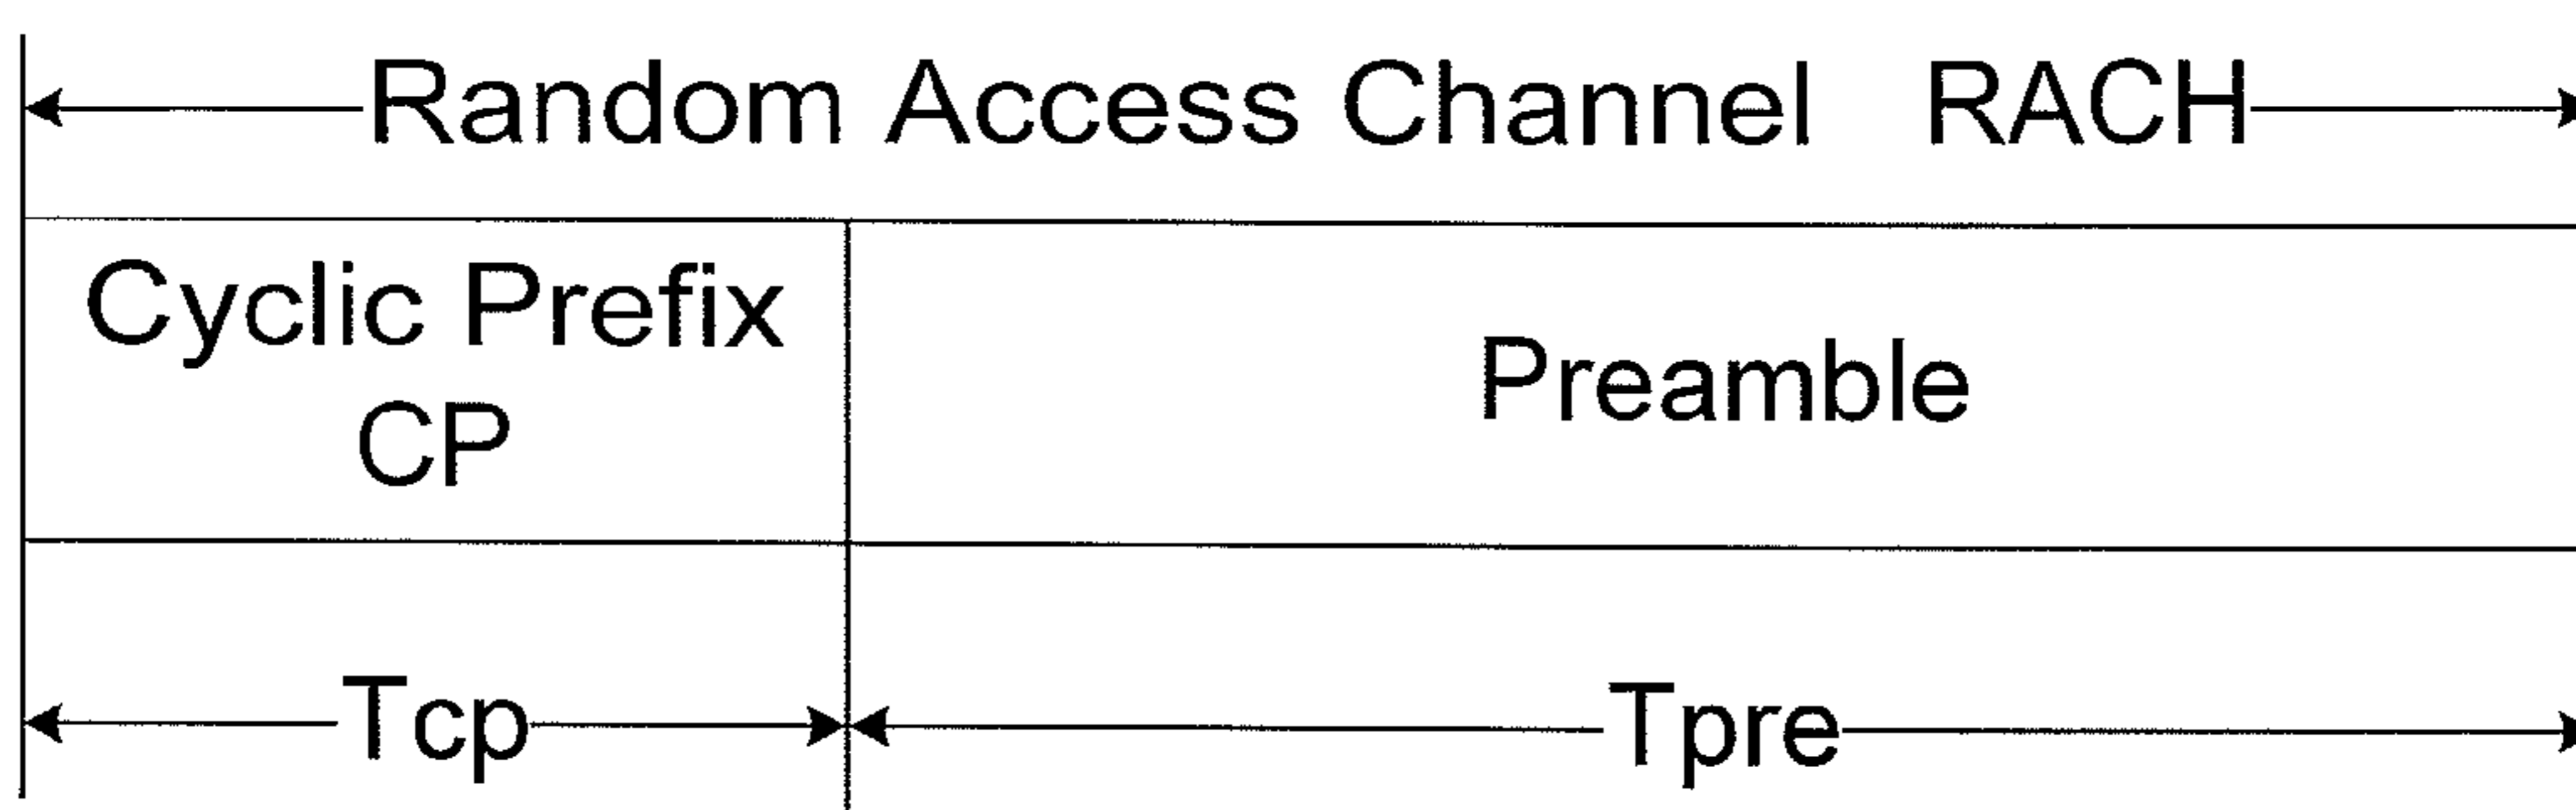 Random Access Channel RACH
Cyclic Prefix
CP
Preamble
Tcp
Tpre